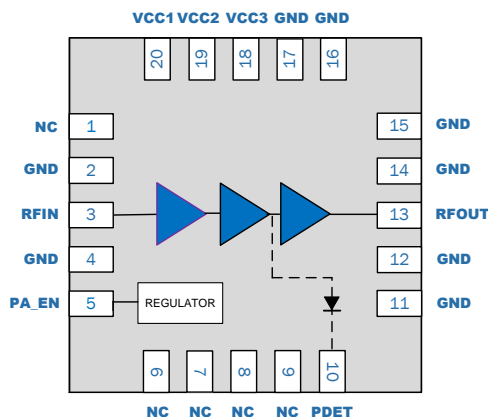 VCC1 VCC2 VCC3 GND GND
20 19 18 17 16
NC 1 15 GND
GND 2 14 GND
RFIN 3 13 RFOUT
GND 4 12 GND
PA_EN 5 REGULATOR 11 GND
6 7 8 9 10
NC NC NC NC PDET